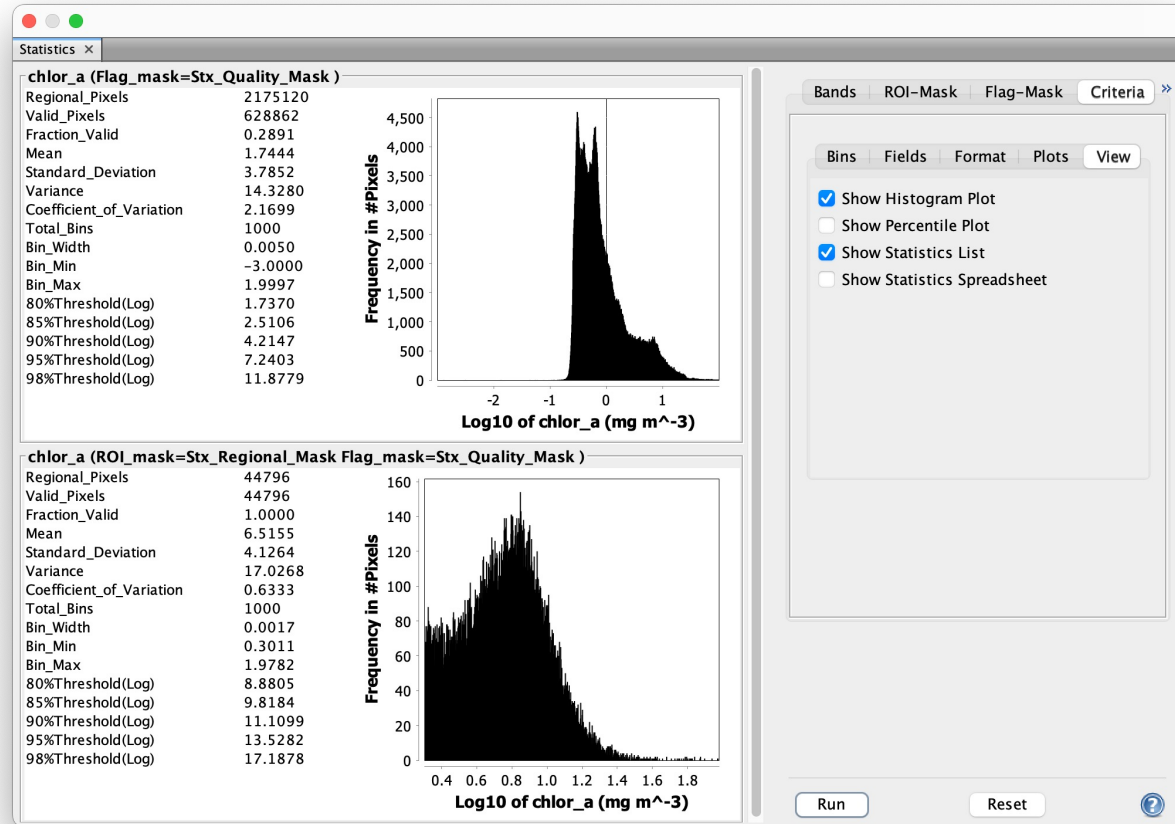 Statistics ×
chlor_a (Flag_mask=Stx_Quality_Mask )
Regional_Pixels 2175120
Valid_Pixels 628862
Fraction_Valid 0.2891
Mean 1.7444
Standard_Deviation 3.7852
Variance 14.3280
Coefficient_of_Variation 2.1699
Total_Bins 1000
Bin_Width 0.0050
Bin_Min −3.0000
Bin_Max 1.9997
80%Threshold(Log) 1.7370
85%Threshold(Log) 2.5106
90%Threshold(Log) 4.2147
95%Threshold(Log) 7.2403
98%Threshold(Log) 11.8779
Frequency in #Pixels
4,500
4,000
3,500
3,000
2,500
2,000
1,500
1,000
500
0
-2 -1 0 1
Log10 of chlor_a (mg m^-3)
chlor_a (ROI_mask=Stx_Regional_Mask Flag_mask=Stx_Quality_Mask )
Regional_Pixels 44796
Valid_Pixels 44796
Fraction_Valid 1.0000
Mean 6.5155
Standard_Deviation 4.1264
Variance 17.0268
Coefficient_of_Variation 0.6333
Total_Bins 1000
Bin_Width 0.0017
Bin_Min 0.3011
Bin_Max 1.9782
80%Threshold(Log) 8.8805
85%Threshold(Log) 9.8184
90%Threshold(Log) 11.1099
95%Threshold(Log) 13.5282
98%Threshold(Log) 17.1878
Frequency in #Pixels
160
140
120
100
80
60
40
20
0
0.4 0.6 0.8 1.0 1.2 1.4 1.6 1.8
Log10 of chlor_a (mg m^-3)
Bands ROI-Mask Flag-Mask Criteria »
Bins Fields Format Plots View
Show Histogram Plot
Show Percentile Plot
Show Statistics List
Show Statistics Spreadsheet
Run Reset ?